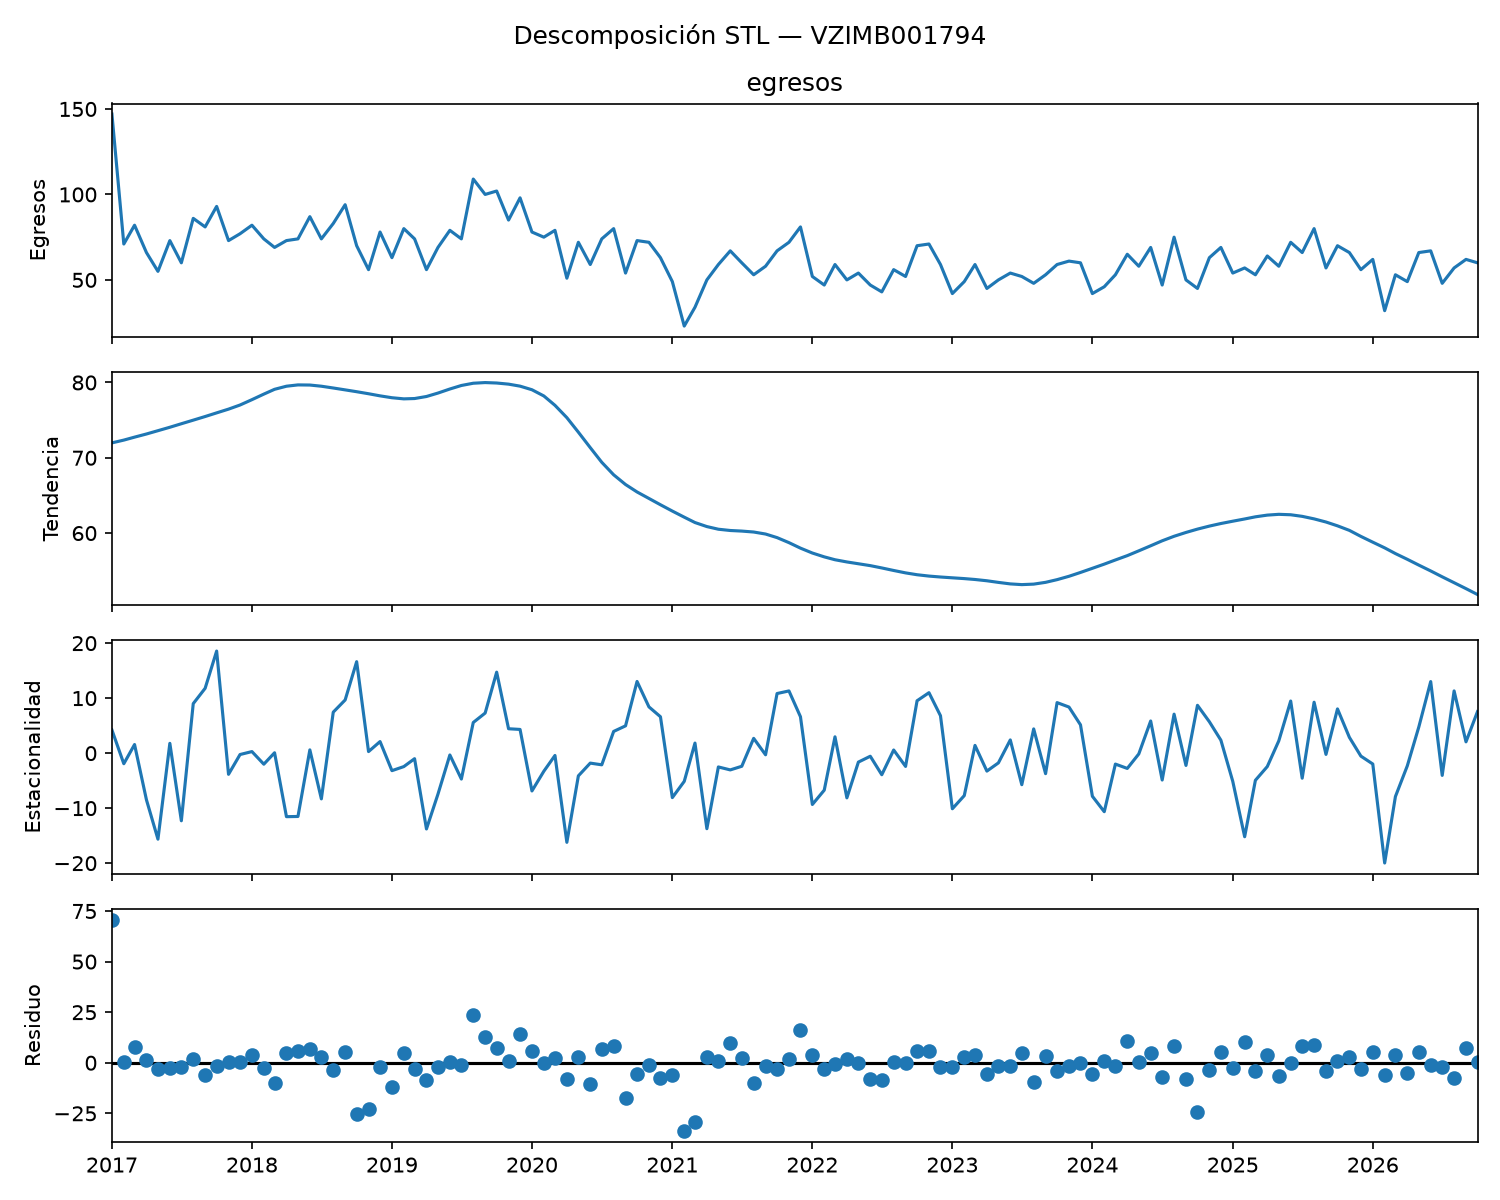 Descomposición STL — VZIMB001794
egresos
150
100
50
Egresos
80
70
60
Tendencia
20
10
0
−10
−20
Estacionalidad
75
50
25
0
−25
Residuo
2017 2018 2019 2020 2021 2022 2023 2024 2025 2026